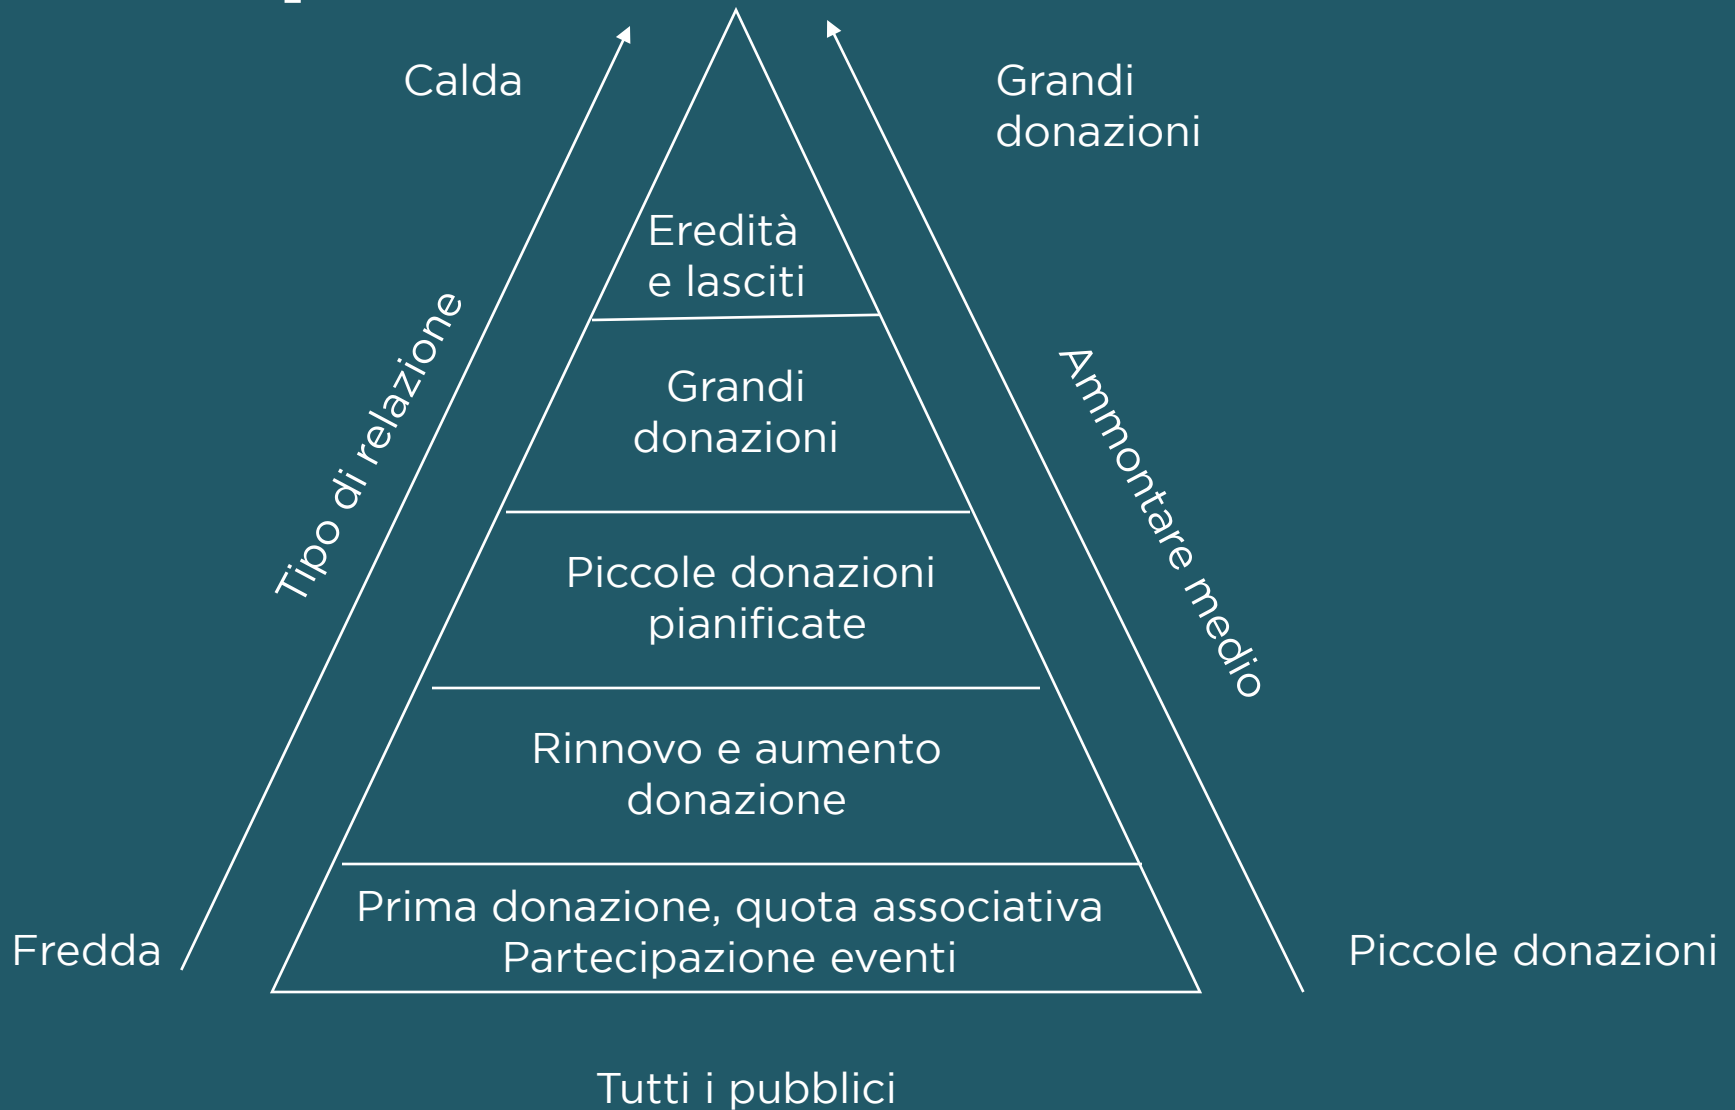 Calda
Grandi
donazioni
Eredità
e lasciti
Tipo di relazione
Grandi
donazioni
Ammontare medio
Piccole donazioni
pianificate
Rinnovo e aumento
donazione
Prima donazione, quota associativa
Partecipazione eventi
Fredda
Piccole donazioni
Tutti i pubblici